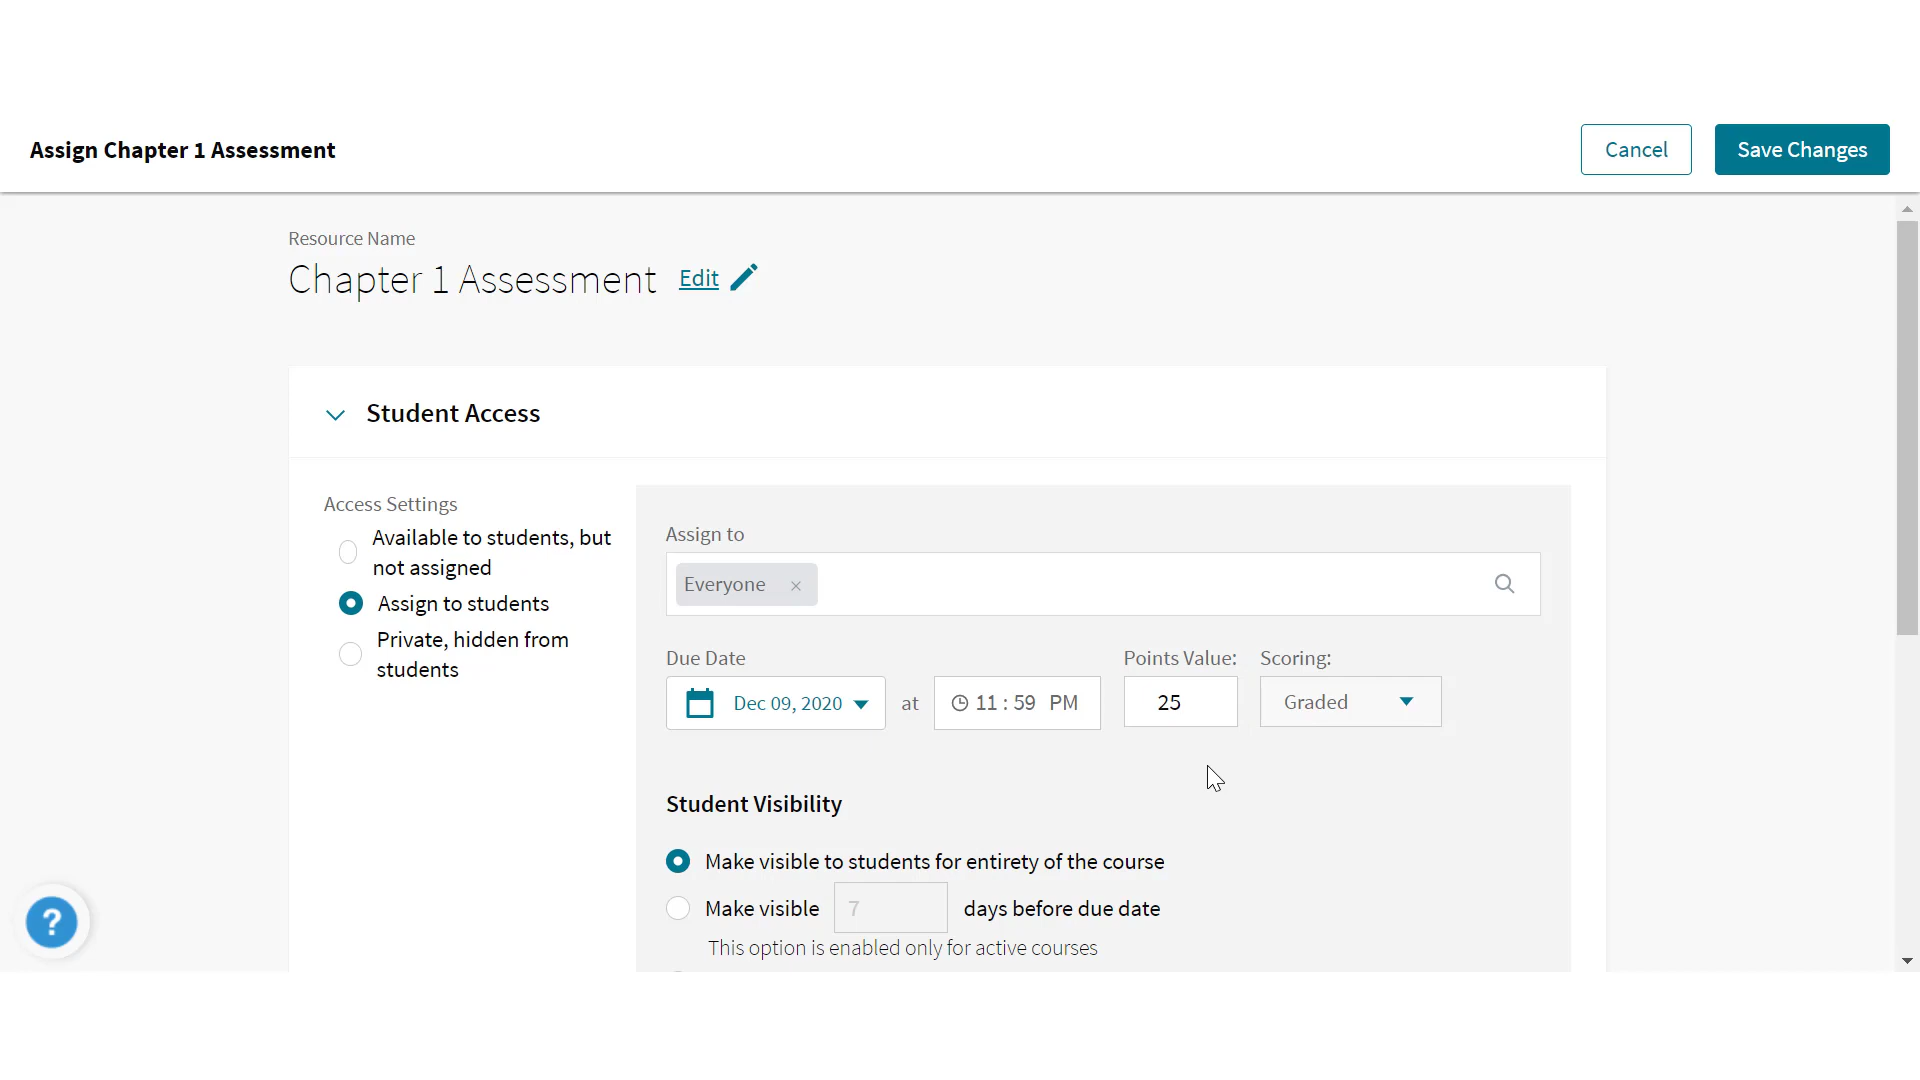 Assign Chapter 1 Assessment
Cancel
Save Changes
Resource Name
Chapter 1 Assessment Edit
Student Access
Access Settings
Available to students, but
not assigned
Assign to students
Private, hidden from
students
Assign to
Everyone ×
Due Date
Dec 09, 2020
at
11 : 59 PM
Points Value:
25
Scoring:
Graded
Student Visibility
Make visible to students for entirety of the course
Make visible 7 days before due date
This option is enabled only for active courses
?